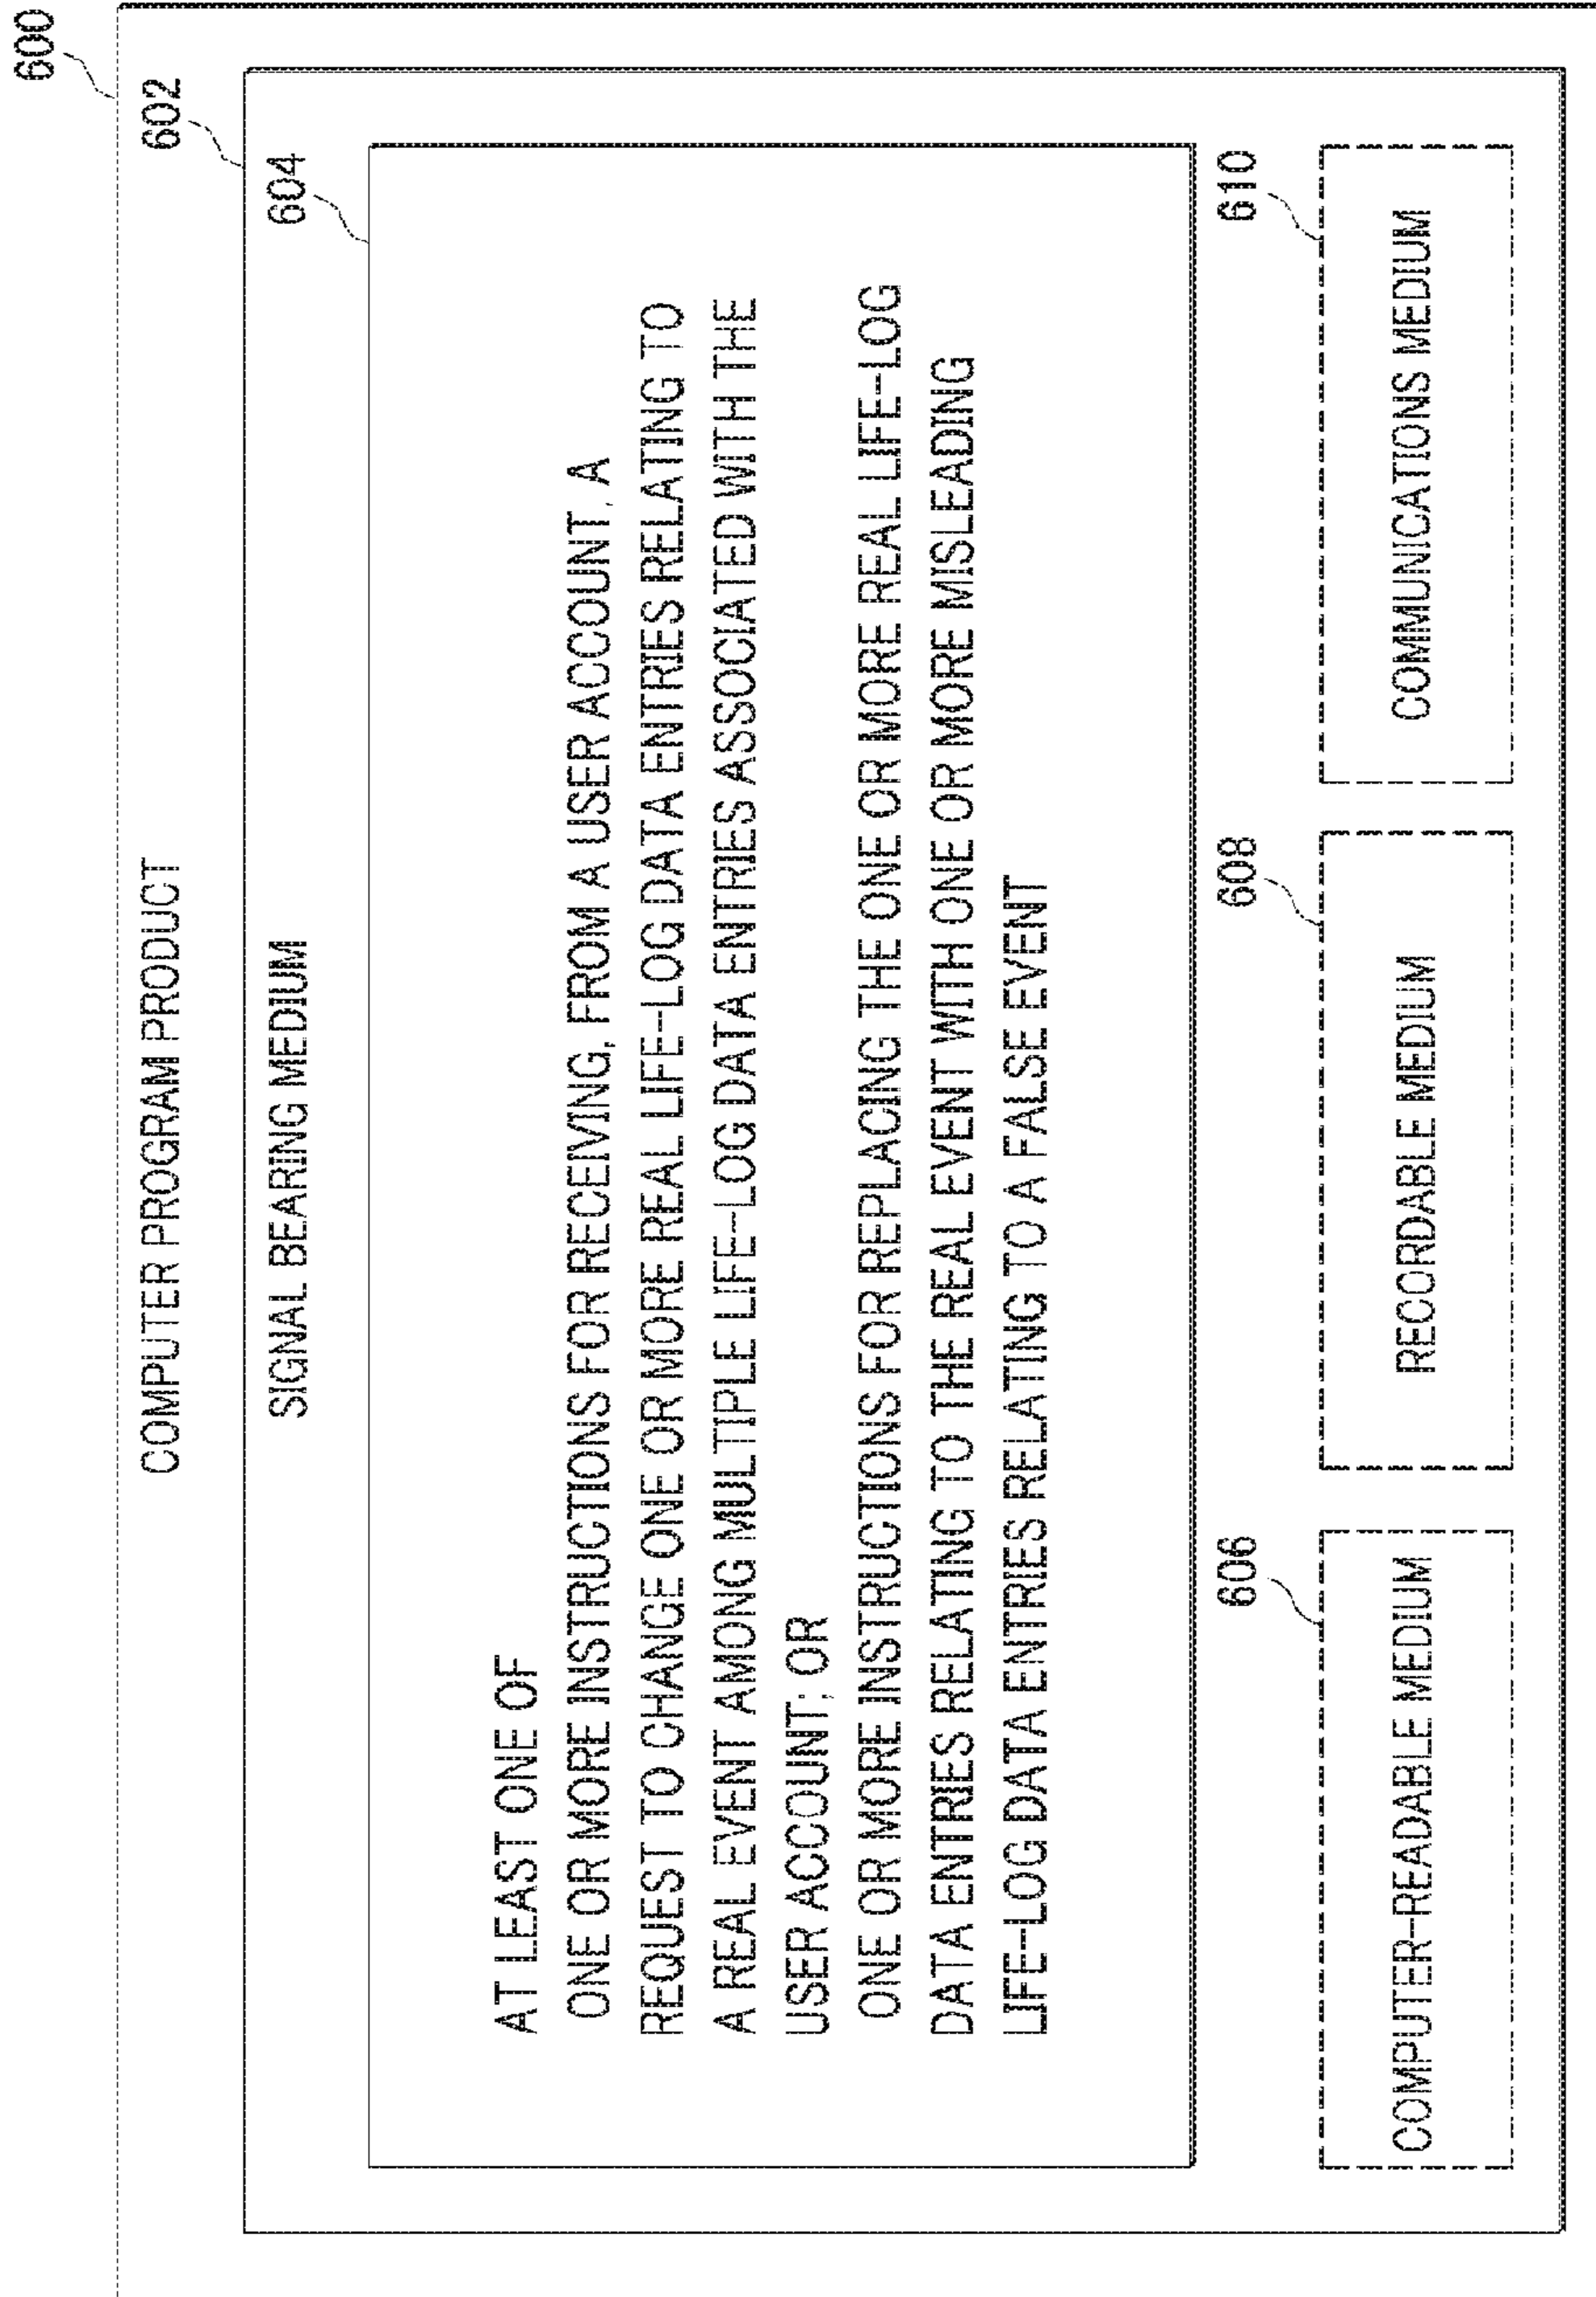 600
COMPUTER PROGRAM PRODUCT
602
SIGNAL BEARING MEDIUM
604
AT LEAST ONE OF
ONE OR MORE INSTRUCTIONS FOR RECEIVING, FROM A USER ACCOUNT, A
REQUEST TO CHANGE ONE OR MORE REAL LIFE-LOG DATA ENTRIES RELATING TO
A REAL EVENT AMONG MULTIPLE LIFE-LOG DATA ENTRIES ASSOCIATED WITH THE
USER ACCOUNT; OR
ONE OR MORE INSTRUCTIONS FOR REPLACING THE ONE OR MORE REAL LIFE-LOG
DATA ENTRIES RELATING TO THE REAL EVENT WITH ONE OR MORE MISLEADING
LIFE-LOG DATA ENTRIES RELATING TO A FALSE EVENT
606
COMPUTER-READABLE MEDIUM
608
RECORDABLE MEDIUM
610
COMMUNICATIONS MEDIUM